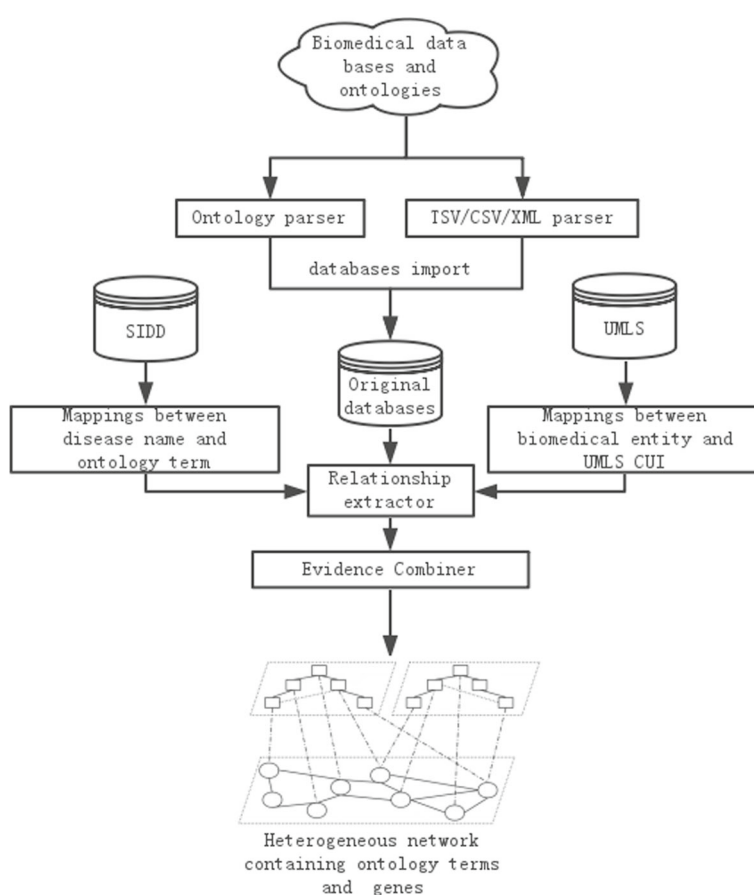 Biomedical data
bases and
ontologies
Ontology parser
TSV/CSV/XML parser
databases import
SIDD
UMLS
Original
databases
Mappings between
disease name and
ontology term
Mappings between
biomedical entity and
UMLS CUI
Relationship
extractor
Evidence Combiner
Heterogeneous network
containing ontology terms
and genes